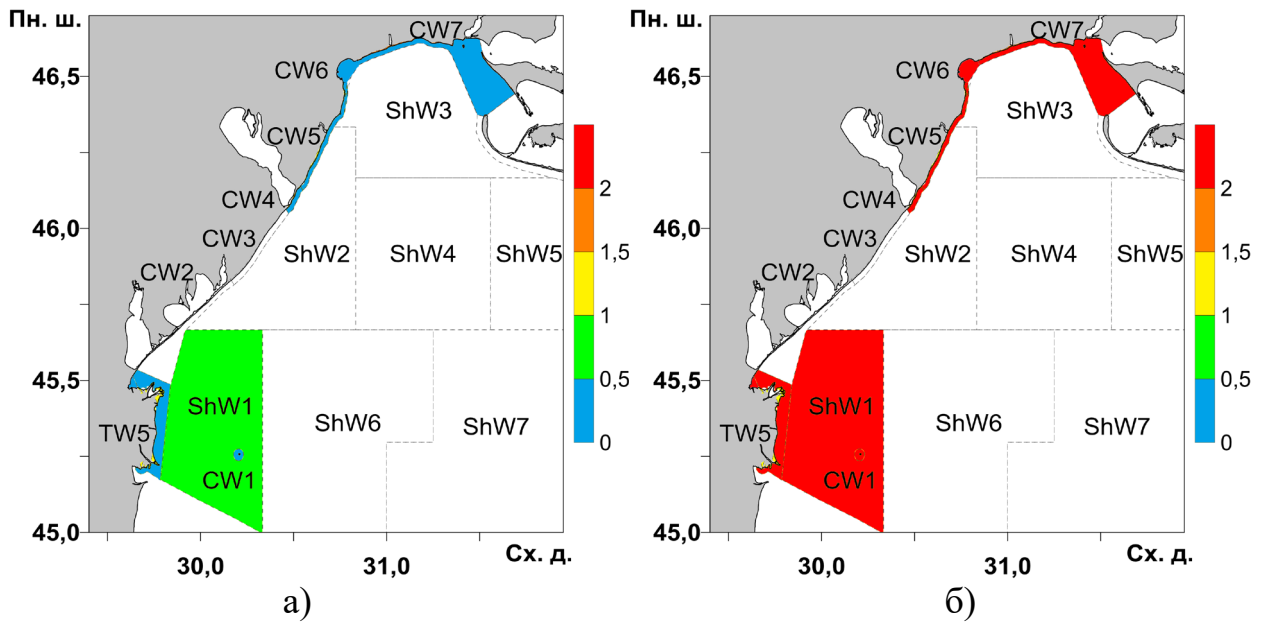 Пн. ш.
46,5
46,0
45,5
45,0
30,0
31,0
Сх. д.
CW7
CW6
ShW3
CW5
CW4
CW3
CW2
ShW2
ShW4
ShW5
ShW1
TW5
CW1
ShW6
ShW7
2
1,5
1
0,5
0
а)
Пн. ш.
46,5
46,0
45,5
45,0
30,0
31,0
Сх. д.
CW7
CW6
ShW3
CW5
CW4
CW3
CW2
ShW2
ShW4
ShW5
ShW1
TW5
CW1
ShW6
ShW7
2
1,5
1
0,5
0
б)